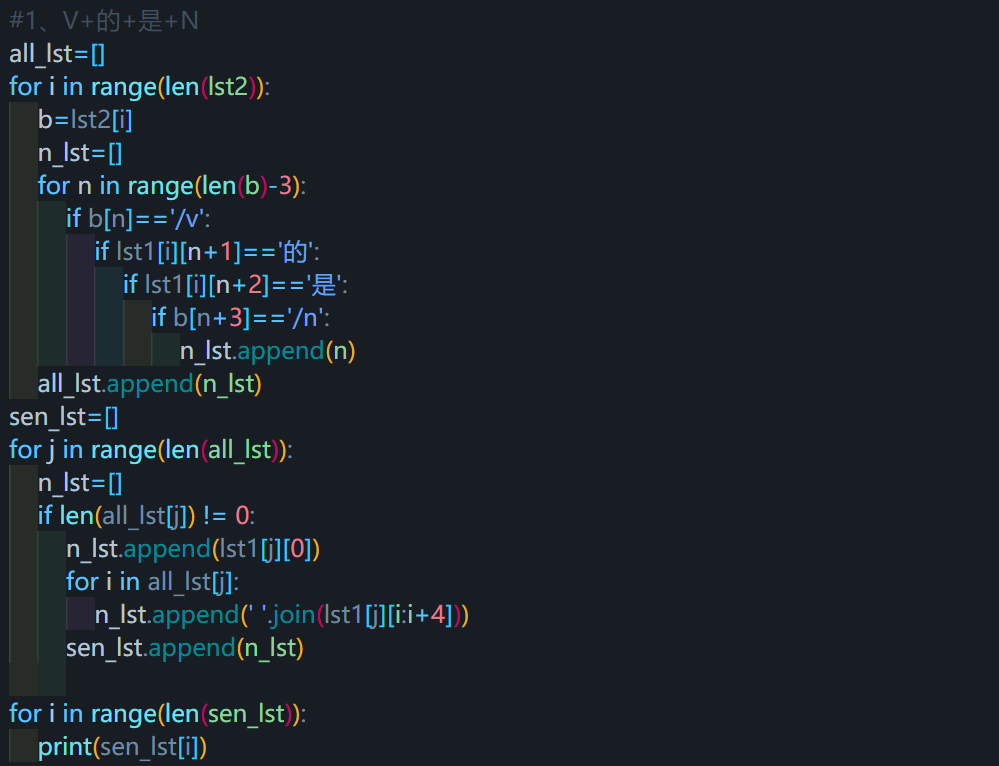 #1、V+的+是+N
all_lst=[]
for i in range(len(lst2)):
    b=lst2[i]
    n_lst=[]
    for n in range(len(b)-3):
        if b[n]=='/v':
            if lst1[i][n+1]=='的':
                if lst1[i][n+2]=='是':
                    if b[n+3]=='/n':
                        n_lst.append(n)
    all_lst.append(n_lst)
sen_lst=[]
for j in range(len(all_lst)):
    n_lst=[]
    if len(all_lst[j]) != 0:
        n_lst.append(lst1[j][0])
        for i in all_lst[j]:
            n_lst.append(' '.join(lst1[j][i:i+4]))
        sen_lst.append(n_lst)

for i in range(len(sen_lst)):
    print(sen_lst[i])